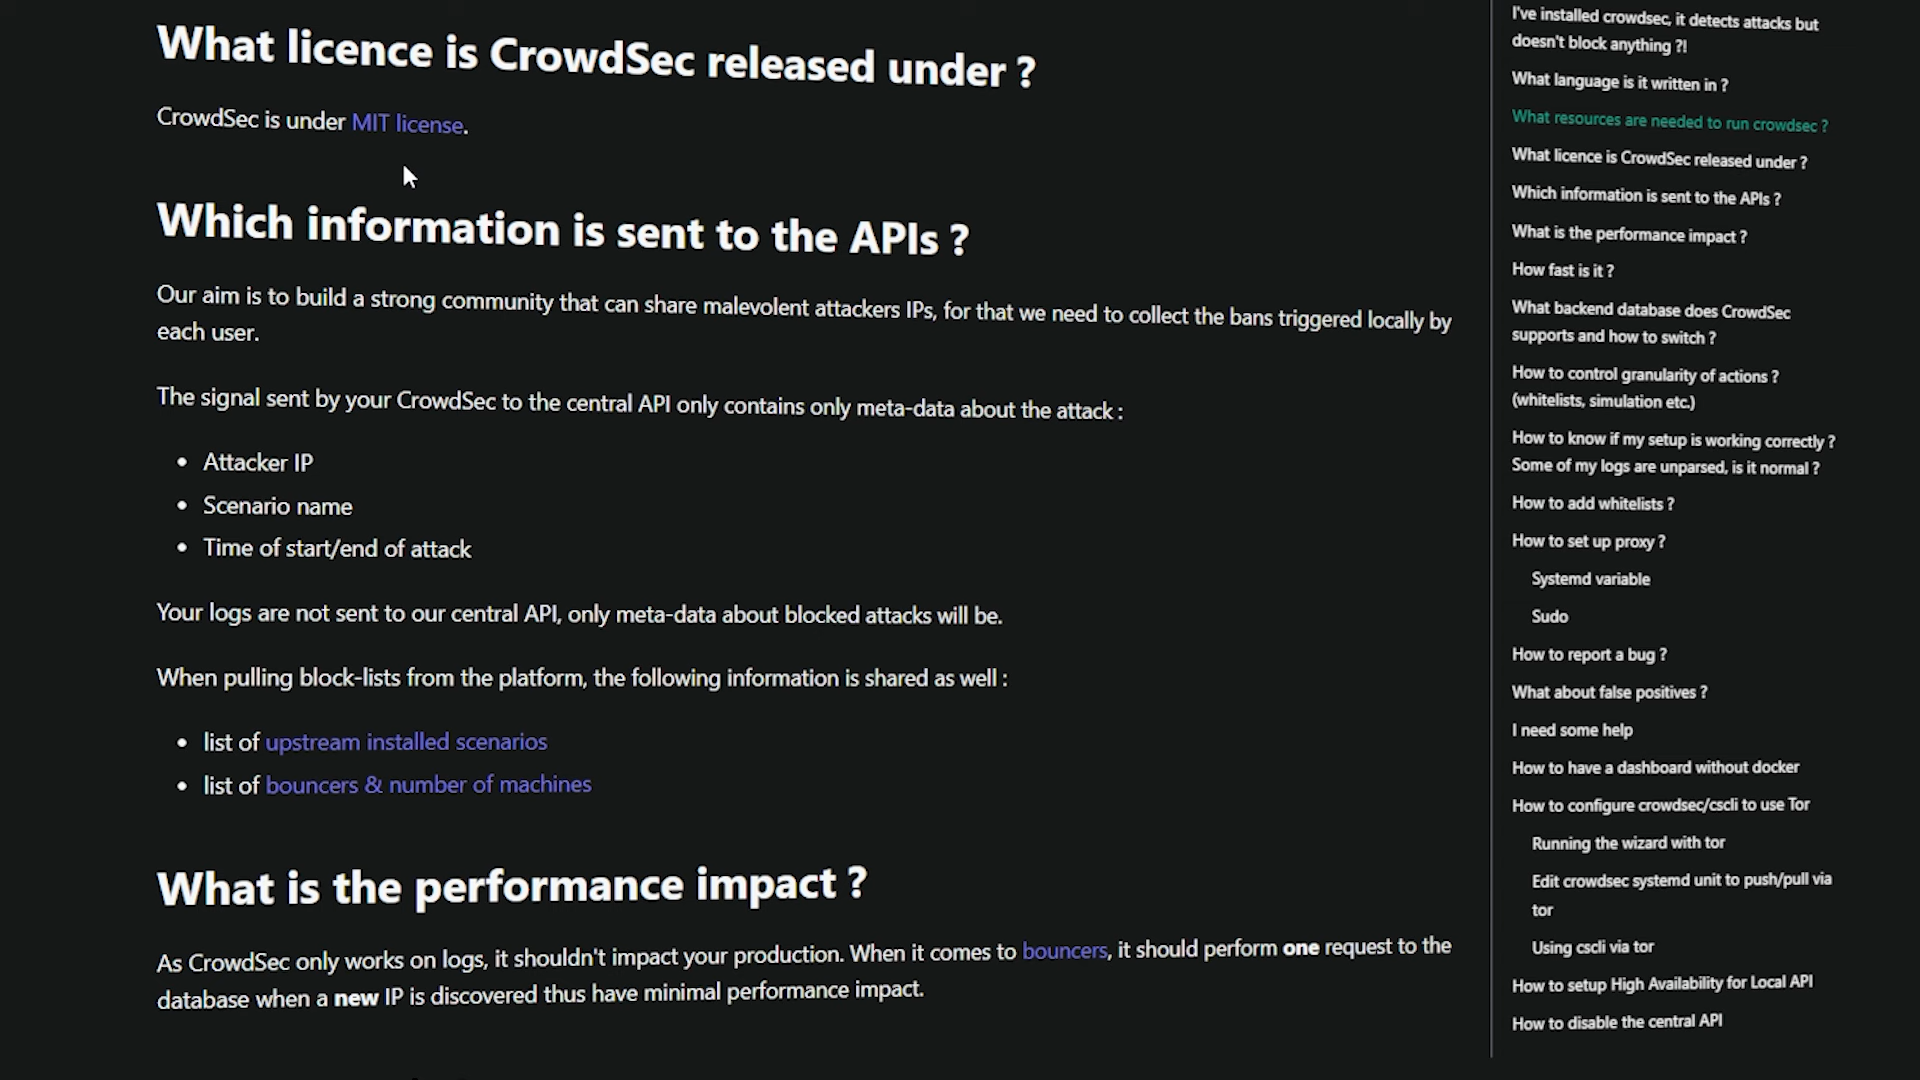 What licence is CrowdSec released under ?
CrowdSec is under MIT license.
Which information is sent to the APIs ?
Our aim is to build a strong community that can share malevolent attackers IPs, for that we need to collect the bans triggered locally by
each user.
The signal sent by your CrowdSec to the central API only contains only meta-data about the attack :
• Attacker IP
• Scenario name
• Time of start/end of attack
Your logs are not sent to our central API, only meta-data about blocked attacks will be.
When pulling block-lists from the platform, the following information is shared as well :
• list of upstream installed scenarios
• list of bouncers & number of machines
What is the performance impact ?
As CrowdSec only works on logs, it shouldn't impact your production. When it comes to bouncers, it should perform one request to the
database when a new IP is discovered thus have minimal performance impact.
I've installed crowdsec, it detects attacks but
doesn't block anything ?!
What language is it written in ?
What resources are needed to run crowdsec ?
What licence is CrowdSec released under ?
Which information is sent to the APIs ?
What is the performance impact ?
How fast is it ?
What backend database does CrowdSec
supports and how to switch ?
How to control granularity of actions ?
(whitelists, simulation etc.)
How to know if my setup is working correctly ?
Some of my logs are unparsed, is it normal ?
How to add whitelists ?
How to set up proxy ?
Systemd variable
Sudo
How to report a bug ?
What about false positives ?
I need some help
How to have a dashboard without docker
How to configure crowdsec/cscli to use Tor
Running the wizard with tor
Edit crowdsec systemd unit to push/pull via
tor
Using cscli via tor
How to setup High Availability for Local API
How to disable the central API